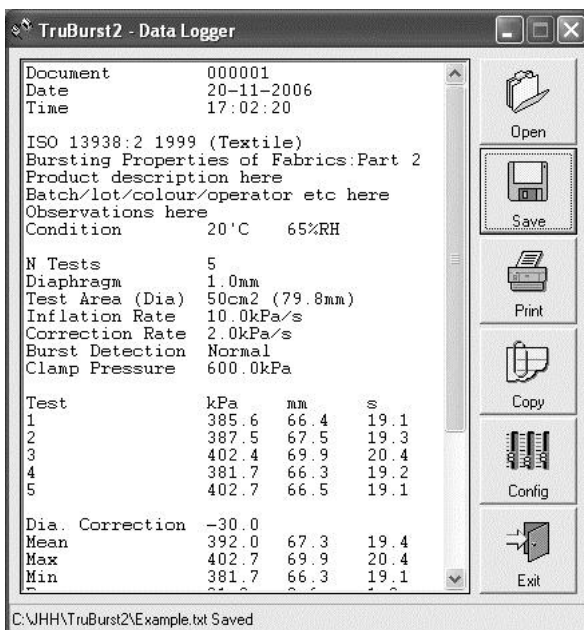 TruBurst2 - Data Logger
Document 000001
Date 20-11-2006
Time 17:02:20
ISO 13938:2 1999 (Textile)
Bursting Properties of Fabrics:Part 2
Product description here
Batch/lot/colour/operator etc here
Observations here
Condition 20'C 65%RH
N Tests 5
Diaphragm 1.0mm
Test Area (Dia) 50cm2 (79.8mm)
Inflation Rate 10.0kPa/s
Correction Rate 2.0kPa/s
Burst Detection Normal
Clamp Pressure 600.0kPa
Test kPa mm s
1 385.6 66.4 19.1
2 387.5 67.5 19.3
3 402.4 69.9 20.4
4 381.7 66.3 19.2
5 402.7 66.5 19.1
Dia. Correction -30.0
Mean 392.0 67.3 19.4
Max 402.7 69.9 20.4
Min 381.7 66.3 19.1
Open
Save
Print
Copy
Config
Exit
C:\JHH\TruBurst2\Example.txt Saved